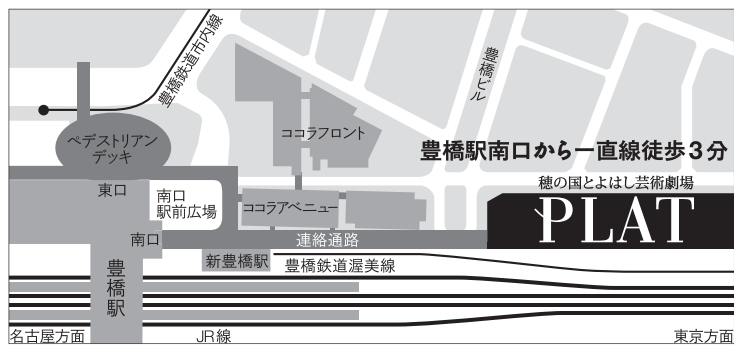 豊橋鉄道市内線
豊橋ビル
ペデストリアン
デッキ
ココラフロント
豊橋駅南口から一直線徒歩3分
穂の国とよはし芸術劇場
PLAT
東口
南口
駅前広場
ココラアベニュー
南口
連絡通路
新豊橋駅
豊橋鉄道渥美線
豊橋駅
名古屋方面
JR線
東京方面